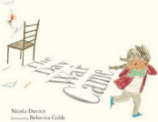 The
Day
War
Came
Nicola Davies
illustrated by Rebecca Cobb